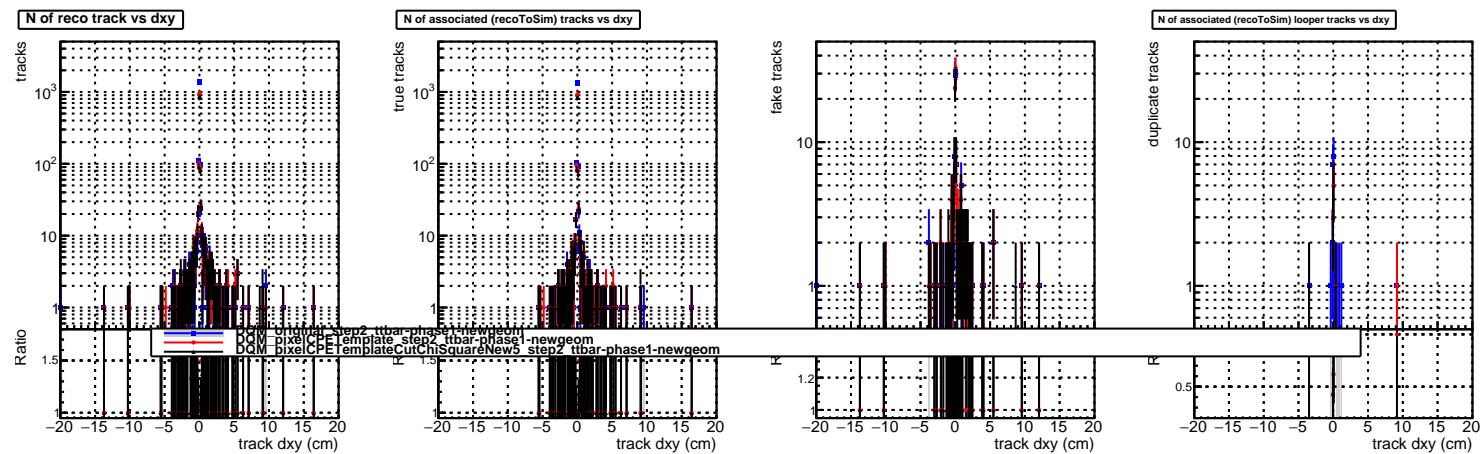 N of reco track vs dxy
N of associated (recoToSim) tracks vs dxy
N of associated (recoToSim) looper tracks vs dxy
tracks
10³
10²
10
1
true tracks
10³
10²
10
1
fake tracks
10
1
duplicate tracks
10
1
DQM_original_step2_ttbar-phase1-newgeom
DQM_pixelCPETemplate_step2_ttbar-phase1-newgeom
DQM_pixelCPETemplateCutChiSquareNew5_step2_ttbar-phase1-newgeom
Ratio
1.5
1
1.5
1
1.2
1
0.5
−20 −15 −10 −5 0 5 10 15 20
track dxy (cm)
−20 −15 −10 −5 0 5 10 15 20
track dxy (cm)
−20 −15 −10 −5 0 5 10 15 20
track dxy (cm)
−20 −15 −10 −5 0 5 10 15 20
track dxy (cm)